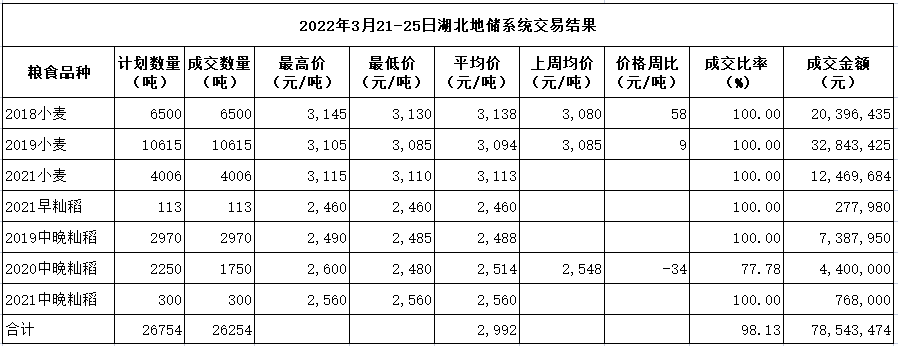 2022年3月21-25日湖北地储系统交易结果
粮食品种 计划数量（吨） 成交数量（吨） 最高价（元/吨） 最低价（元/吨） 平均价（元/吨） 上周均价（元/吨） 价格周比（元/吨） 成交比率（%） 成交金额（元）
2018小麦 6500 6500 3,145 3,130 3,138 3,080 58 100.00 20,396,435
2019小麦 10615 10615 3,105 3,085 3,094 3,085 9 100.00 32,843,425
2021小麦 4006 4006 3,115 3,110 3,113 100.00 12,469,684
2021早籼稻 113 113 2,460 2,460 2,460 100.00 277,980
2019中晚籼稻 2970 2970 2,490 2,485 2,488 100.00 7,387,950
2020中晚籼稻 2250 1750 2,600 2,480 2,514 2,548 -34 77.78 4,400,000
2021中晚籼稻 300 300 2,560 2,560 2,560 100.00 768,000
合计 26754 26254 2,992 98.13 78,543,474